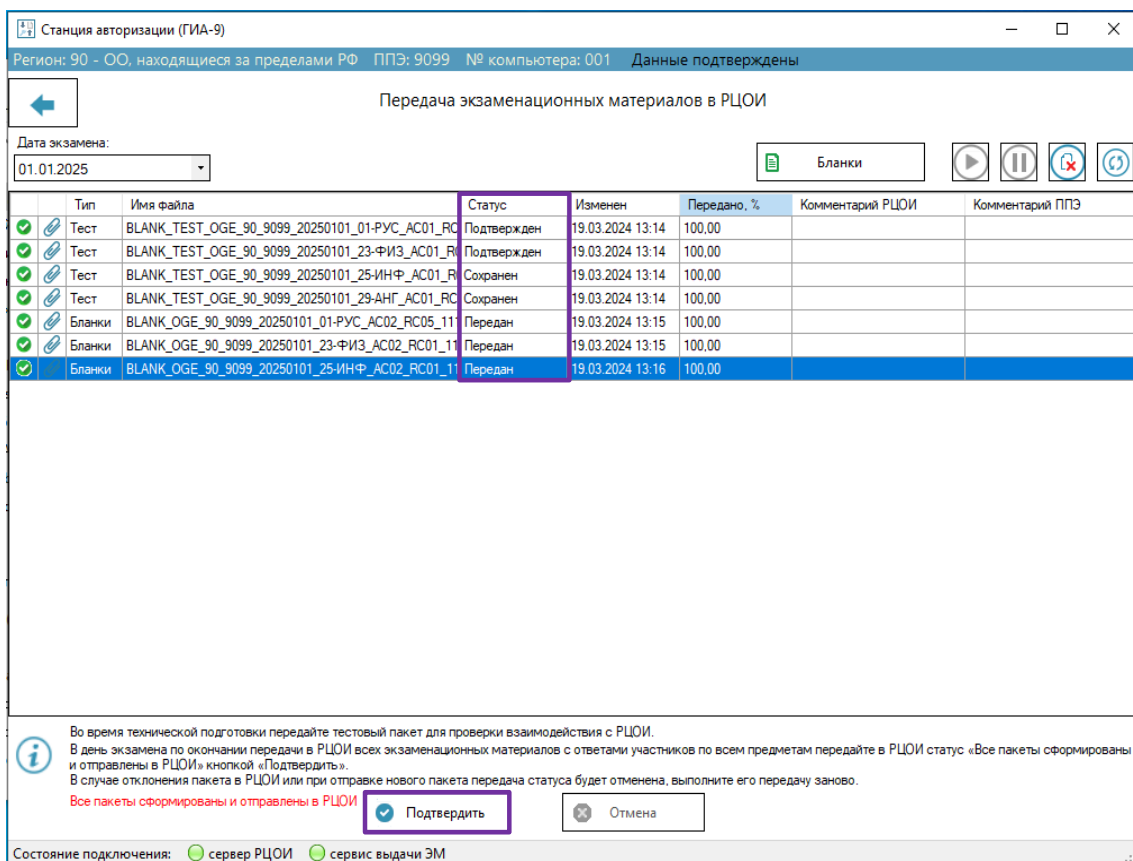 Станция авторизации (ГИА-9)
Регион: 90 - ОО, находящиеся за пределами РФ ППЭ: 9099 № компьютера: 001 Данные подтверждены
Передача экзаменационных материалов в РЦОИ
Дата экзамена:
01.01.2025
Бланки
Тип Имя файла Статус Изменен Передано, % Комментарий РЦОИ Комментарий ППЭ
Тест BLANK_TEST_OGE_90_9099_20250101_01-РУС_AC01_RC Подтвержден 19.03.2024 13:14 100,00
Тест BLANK_TEST_OGE_90_9099_20250101_23-ФИЗ_AC01_R Подтвержден 19.03.2024 13:14 100,00
Тест BLANK_TEST_OGE_90_9099_20250101_25-ИНФ_AC01_R Сохранен 19.03.2024 13:14 100,00
Тест BLANK_TEST_OGE_90_9099_20250101_29-АНГ_AC01_RC Сохранен 19.03.2024 13:14 100,00
Бланки BLANK_OGE_90_9099_20250101_01-РУС_AC02_RC05_11 Передан 19.03.2024 13:15 100,00
Бланки BLANK_OGE_90_9099_20250101_23-ФИЗ_AC02_RC01_11 Передан 19.03.2024 13:15 100,00
Бланки BLANK_OGE_90_9099_20250101_25-ИНФ_AC02_RC01_11 Передан 19.03.2024 13:16 100,00
Во время технической подготовки передайте тестовый пакет для проверки взаимодействия с РЦОИ.
В день экзамена по окончании передачи в РЦОИ всех экзаменационных материалов с ответами участников по всем предметам передайте в РЦОИ статус «Все пакеты сформированы
и отправлены в РЦОИ» кнопкой «Подтвердить».
В случае отклонения пакета в РЦОИ или при отправке нового пакета передача статуса будет отменена, выполните его передачу заново.
Все пакеты сформированы и отправлены в РЦОИ
Подтвердить Отмена
Состояние подключения: сервер РЦОИ сервис выдачи ЭМ